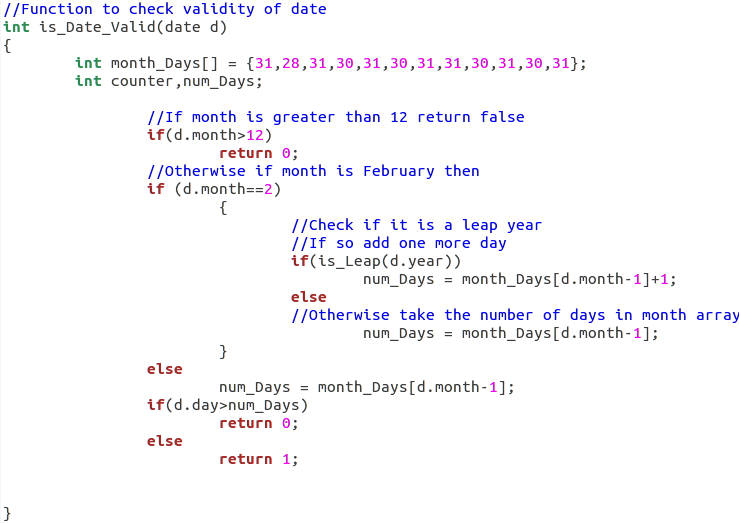 //Function to check validity of date
int is_Date_Valid(date d)
{
        int month_Days[] = {31,28,31,30,31,30,31,31,30,31,30,31};
        int counter,num_Days;

                //If month is greater than 12 return false
                if(d.month>12)
                        return 0;
                //Otherwise if month is February then
                if (d.month==2)
                        {
                                //Check if it is a leap year
                                //If so add one more day
                                if(is_Leap(d.year))
                                        num_Days = month_Days[d.month-1]+1;
                                else
                                //Otherwise take the number of days in month array
                                        num_Days = month_Days[d.month-1];
                        }
                else
                        num_Days = month_Days[d.month-1];
                if(d.day>num_Days)
                        return 0;
                else
                        return 1;


}